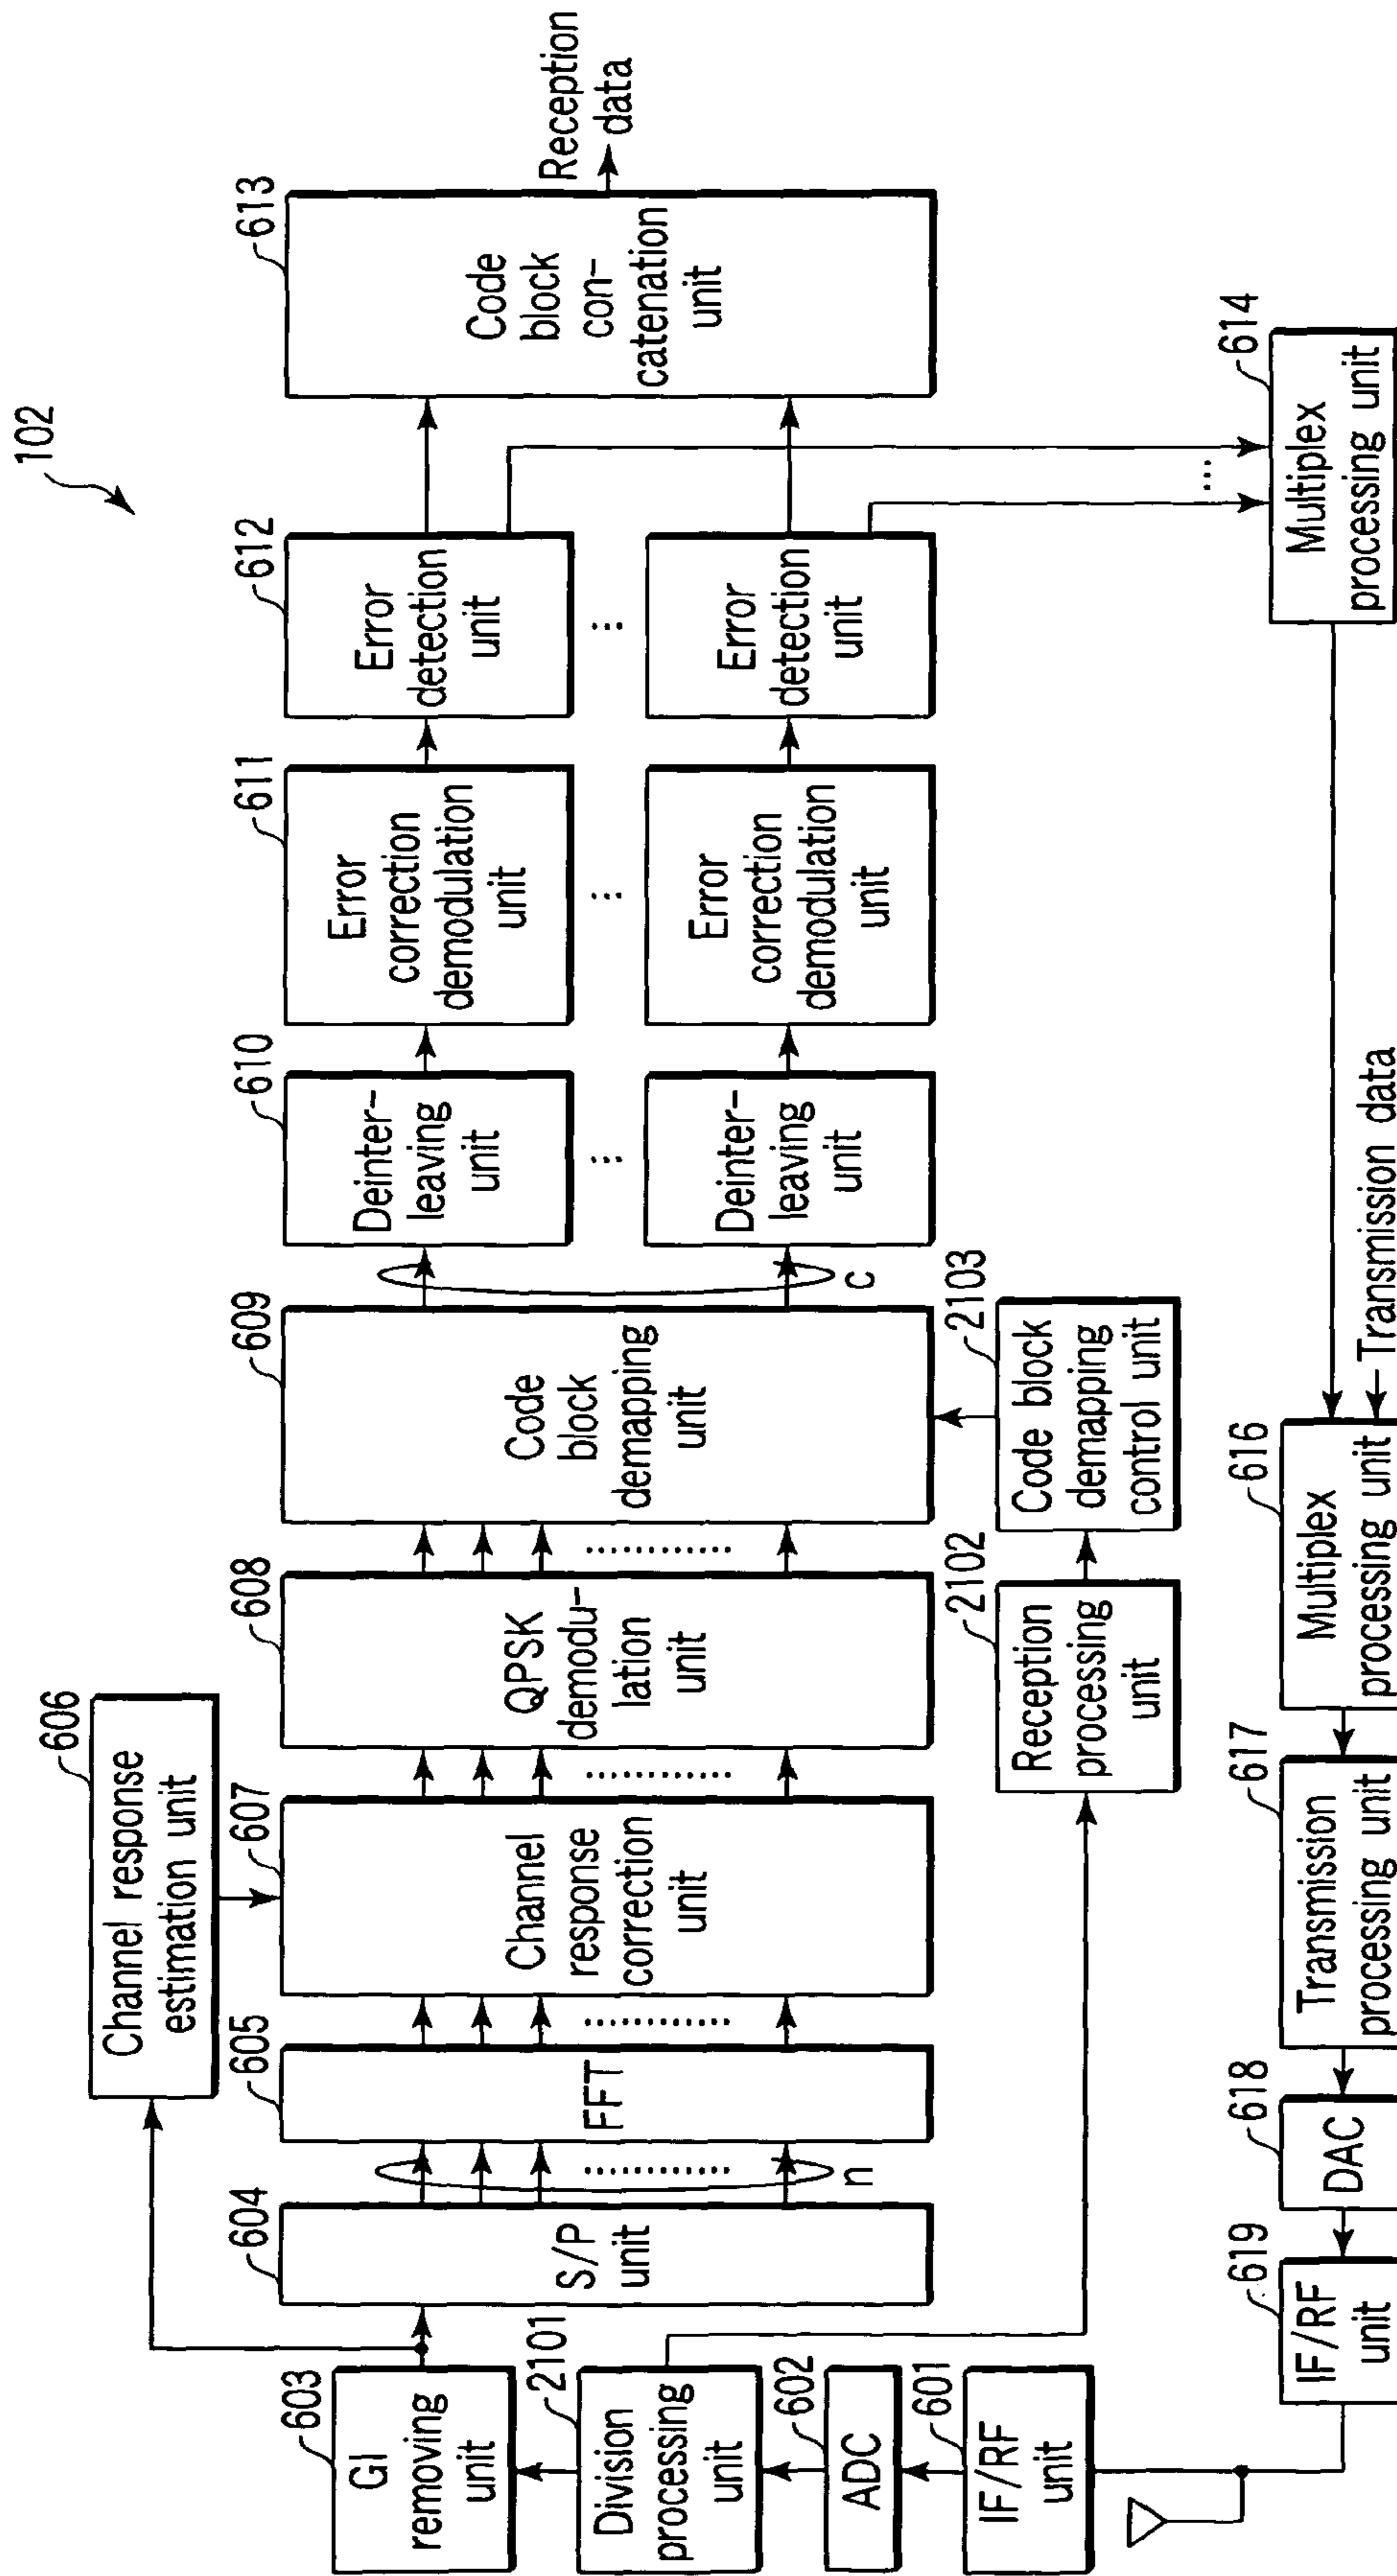 102
606
Channel response
estimation unit
603
GI
removing
unit
604
S/P
unit
n
605
FFT
607
Channel
response
correction
unit
608
QPSK
demodu-
lation
unit
609
Code
block
demapping
unit
c
610
Deinter-
leaving
unit
Deinter-
leaving
unit
611
Error
correction
demodulation
unit
Error
correction
demodulation
unit
612
Error
detection
unit
Error
detection
unit
613
Code
block
con-
catenation
unit
Reception
data
2101
Division
processing
unit
602
ADC
601
IF/RF
unit
2102
Reception
processing
unit
2103
Code block
demapping
control unit
614
Multiplex
processing unit
619
IF/RF
unit
618
DAC
617
Transmission
processing unit
616
Multiplex
processing unit
Transmission data